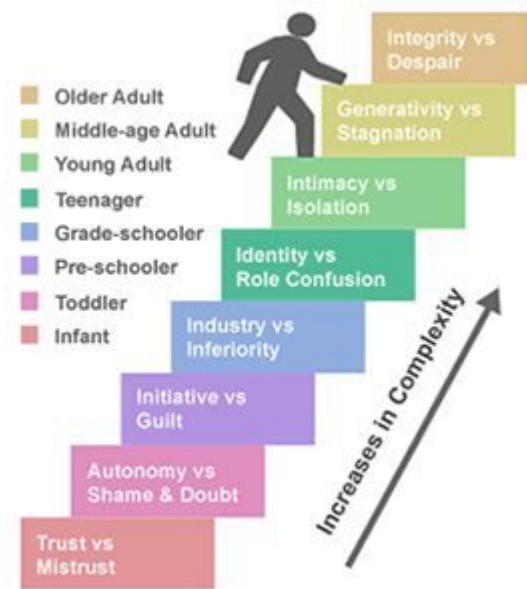 Integrity vs
Despair
Older Adult
Middle-age Adult
Young Adult
Teenager
Grade-schooler
Pre-schooler
Toddler
Infant
Generativity vs
Stagnation
Intimacy vs
Isolation
Identity vs
Role Confusion
Industry vs
Inferiority
Initiative vs
Guilt
Autonomy vs
Shame & Doubt
Trust vs
Mistrust
Increases in Complexity